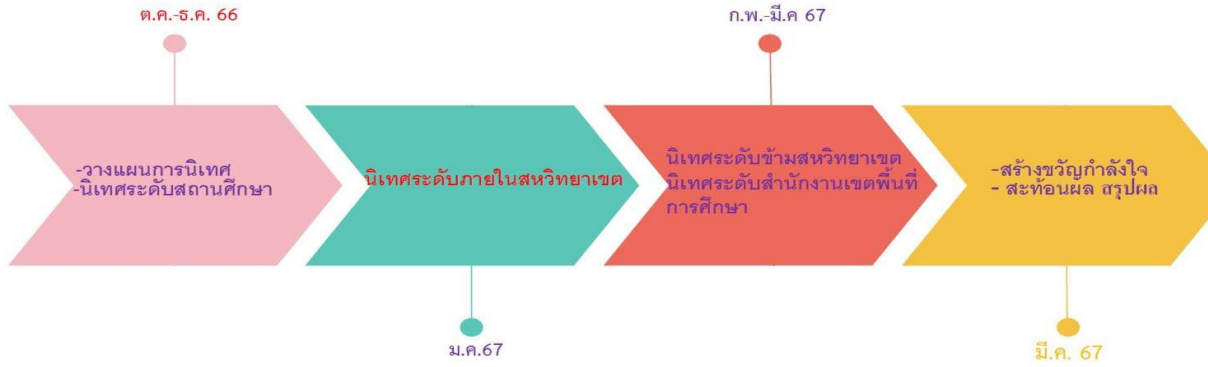 ต.ค.-ธ.ค. 66
ก.พ.-มี.ค 67
-วางแผนการนิเทศ
-นิเทศระดับสถานศึกษา
นิเทศระดับภายในสหวิทยาเขต
นิเทศระดับข้ามสหวิทยาเขต
นิเทศระดับสำนักงานเขตพื้นที่
การศึกษา
-สร้างขวัญกำลังใจ
- สะท้อนผล สรุปผล
ม.ค.67
มี.ค. 67